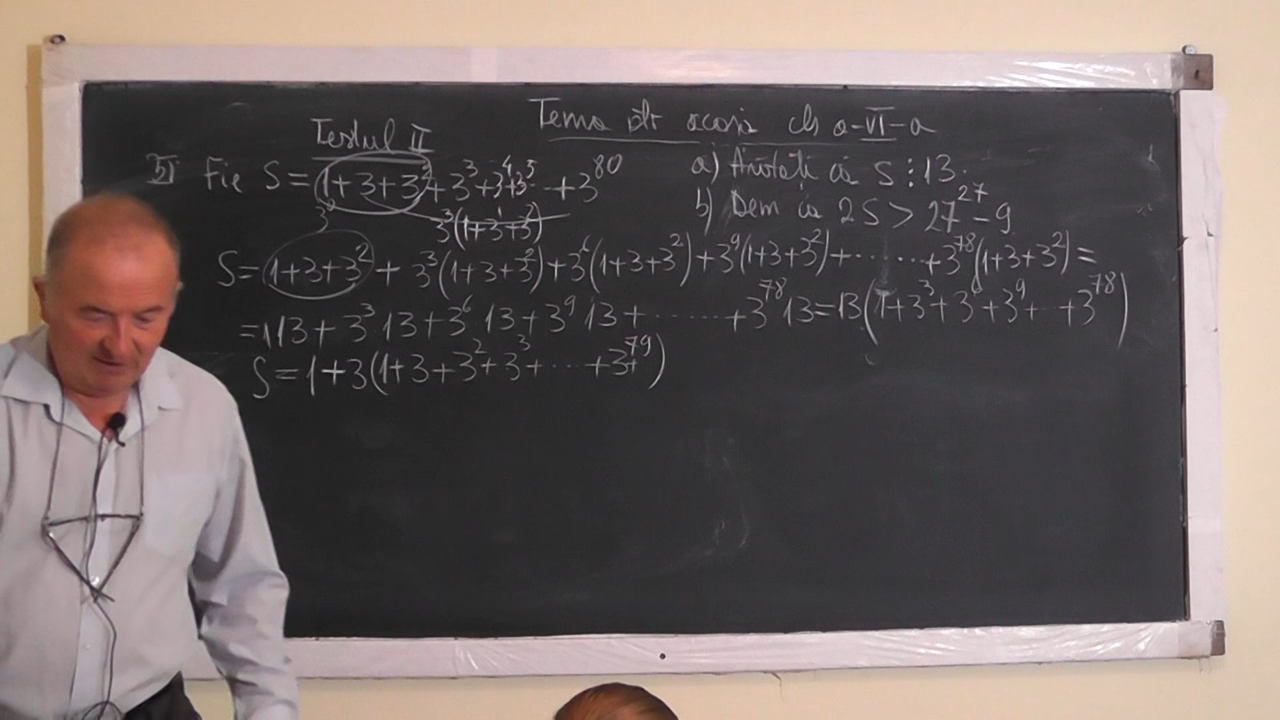 Testul II Tema ptr acasă cls a-VI-a
5) Fie S=1+3+3²+3³+3⁴+3⁵...+3⁸⁰ a) Arătați că S⋮13.
3⁰ 3³(1+3+3²) b) Dem că 2S>27²⁷-9
S=1+3+3²+3³(1+3+3²)+3⁶(1+3+3²)+3⁹(1+3+3²)+.......+3⁷⁸(1+3+3²)=
=1·13+3³·13+3⁶·13+3⁹·13+.......+3⁷⁸·13=13(1+3³+3⁶+3⁹+...+3⁷⁸)
S=1+3(1+3+3²+3³+.....+3⁷⁹)